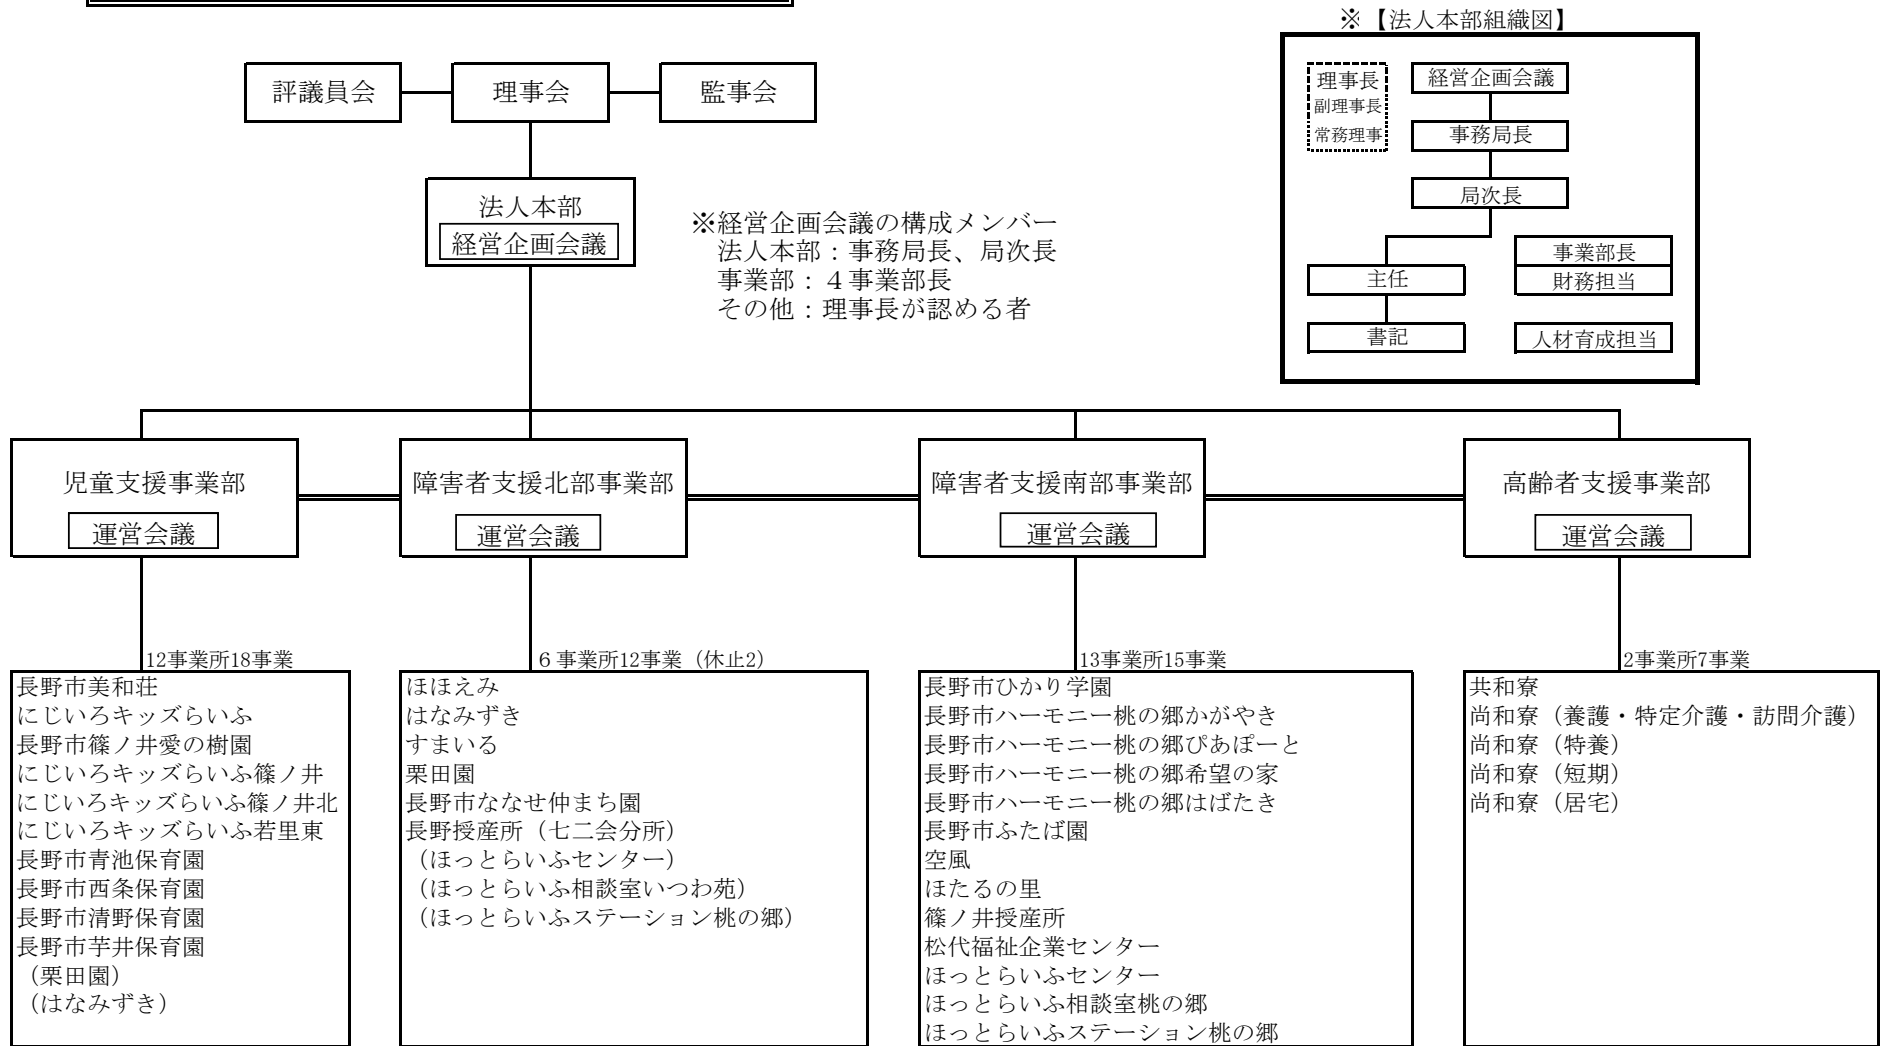 ※【法人本部組織図】
評議員会
理事会
監事会
法人本部
経営企画会議
※経営企画会議の構成メンバー
法人本部：事務局長、局次長
事業部：４事業部長
その他：理事長が認める者
理事長
副理事長
常務理事
経営企画会議
事務局長
局次長
主任
書記
事業部長
財務担当
人材育成担当
児童支援事業部
運営会議
障害者支援北部事業部
運営会議
障害者支援南部事業部
運営会議
高齢者支援事業部
運営会議
12事業所18事業
長野市美和荘
にじいろキッズらいふ
長野市篠ノ井愛の樹園
にじいろキッズらいふ篠ノ井
にじいろキッズらいふ篠ノ井北
にじいろキッズらいふ若里東
長野市青池保育園
長野市西条保育園
長野市清野保育園
長野市芋井保育園
（栗田園）
（はなみずき）
６事業所12事業（休止2）
ほほえみ
はなみずき
すまいる
栗田園
長野市ななせ仲まち園
長野授産所（七二会分所）
（ほっとらいふセンター）
（ほっとらいふ相談室いつわ苑）
（ほっとらいふステーション桃の郷）
13事業所15事業
長野市ひかり学園
長野市ハーモニー桃の郷かがやき
長野市ハーモニー桃の郷ぴあぽーと
長野市ハーモニー桃の郷希望の家
長野市ハーモニー桃の郷はばたき
長野市ふたば園
空風
ほたるの里
篠ノ井授産所
松代福祉企業センター
ほっとらいふセンター
ほっとらいふ相談室桃の郷
ほっとらいふステーション桃の郷
2事業所7事業
共和寮
尚和寮（養護・特定介護・訪問介護）
尚和寮（特養）
尚和寮（短期）
尚和寮（居宅）